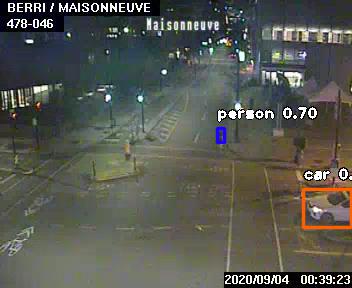 BERRI / MAISONNEUVE
478-046
Maisonneuve
person 0.70
car 0.
2020/09/04 00:39:23